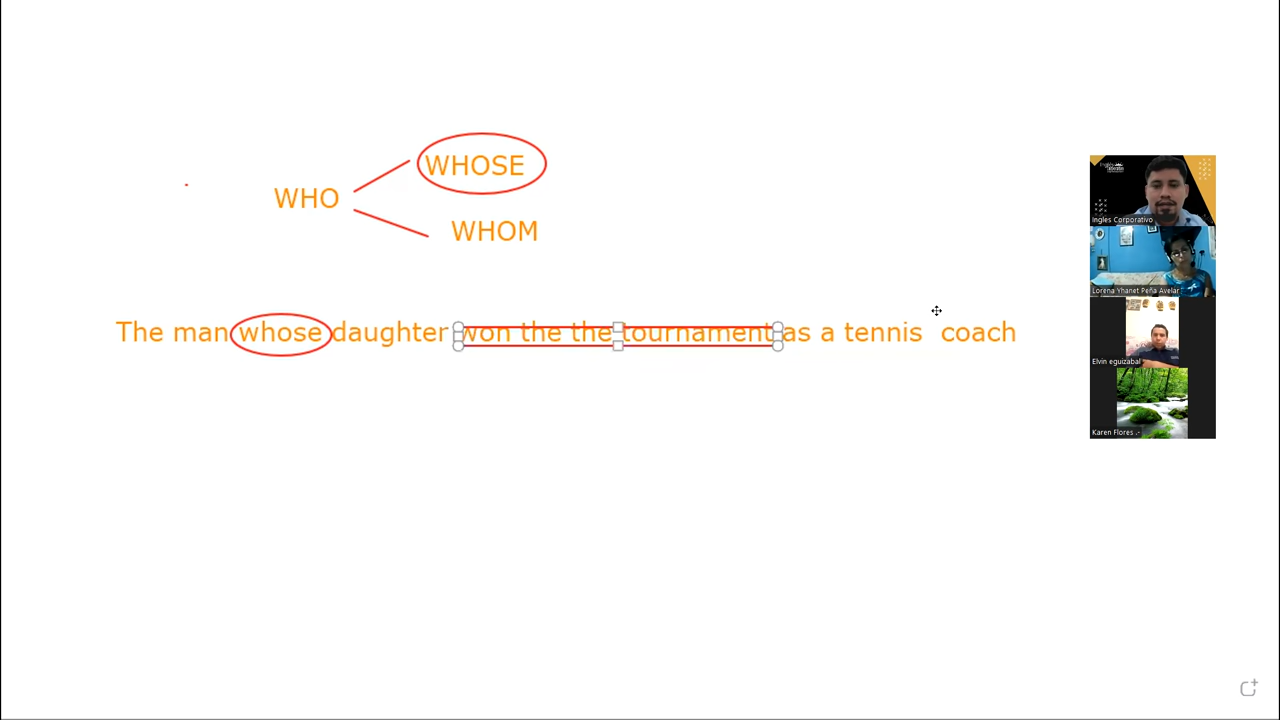 WHOSE
WHO
WHOM
The man whose daughter won the the tournament as a tennis coach
Ingles Corporativo
Lorena Yhanet Peña Avelar
Elvin eguizabal
Karen Flores .-